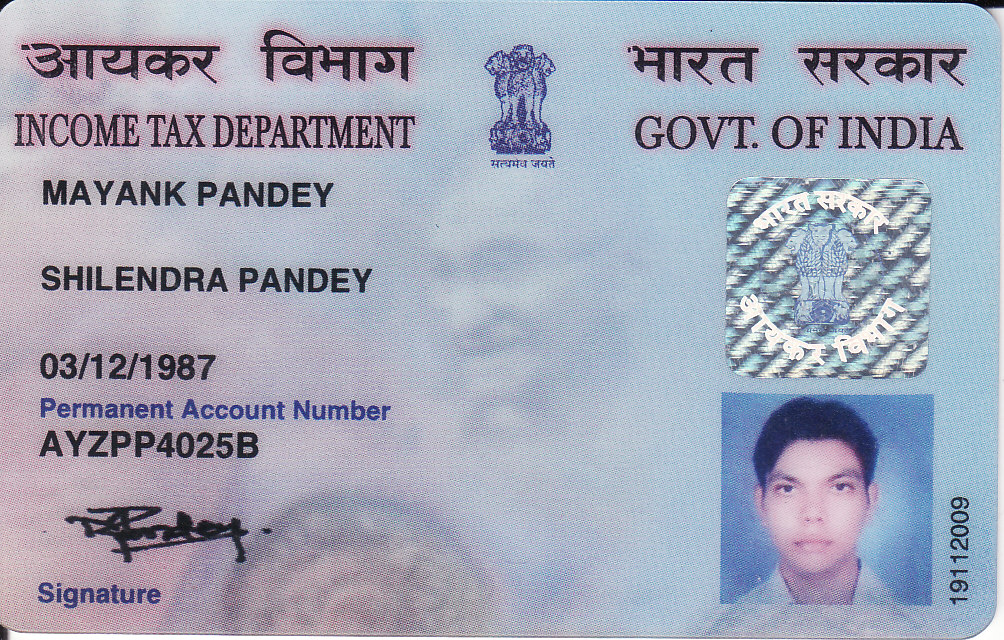 आयकर विभाग
भारत सरकार
INCOME TAX DEPARTMENT
GOVT. OF INDIA
सत्यमेव जयते
MAYANK PANDEY
SHILENDRA PANDEY
03/12/1987
Permanent Account Number
AYZPP4025B
Signature
भारत सरकार
आयकर विभाग
19112009